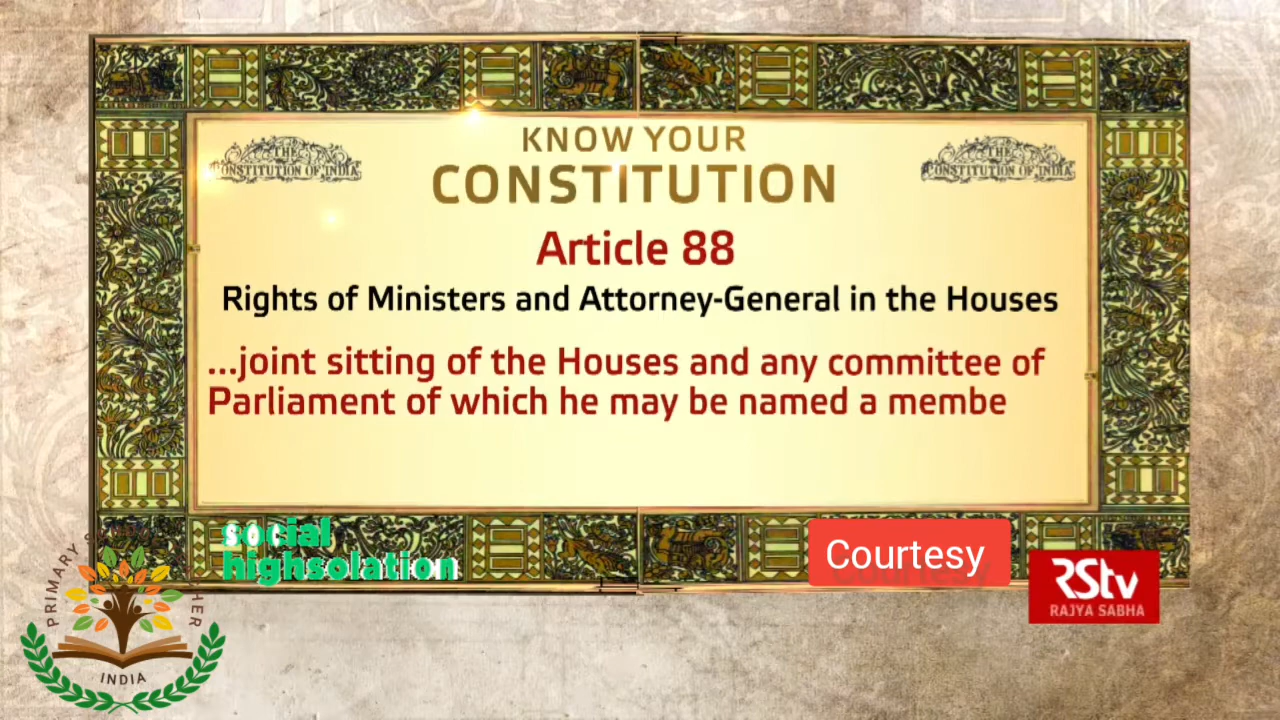 KNOW YOUR
THE
CONSTITUTION OF INDIA
CONSTITUTION
THE
CONSTITUTION OF INDIA
Article 88
Rights of Ministers and Attorney-General in the Houses
...joint sitting of the Houses and any committee of
Parliament of which he may be named a membe
social
highsolation
Courtesy
RStv
RAJYA SABHA
PRIMARY
HER
INDIA